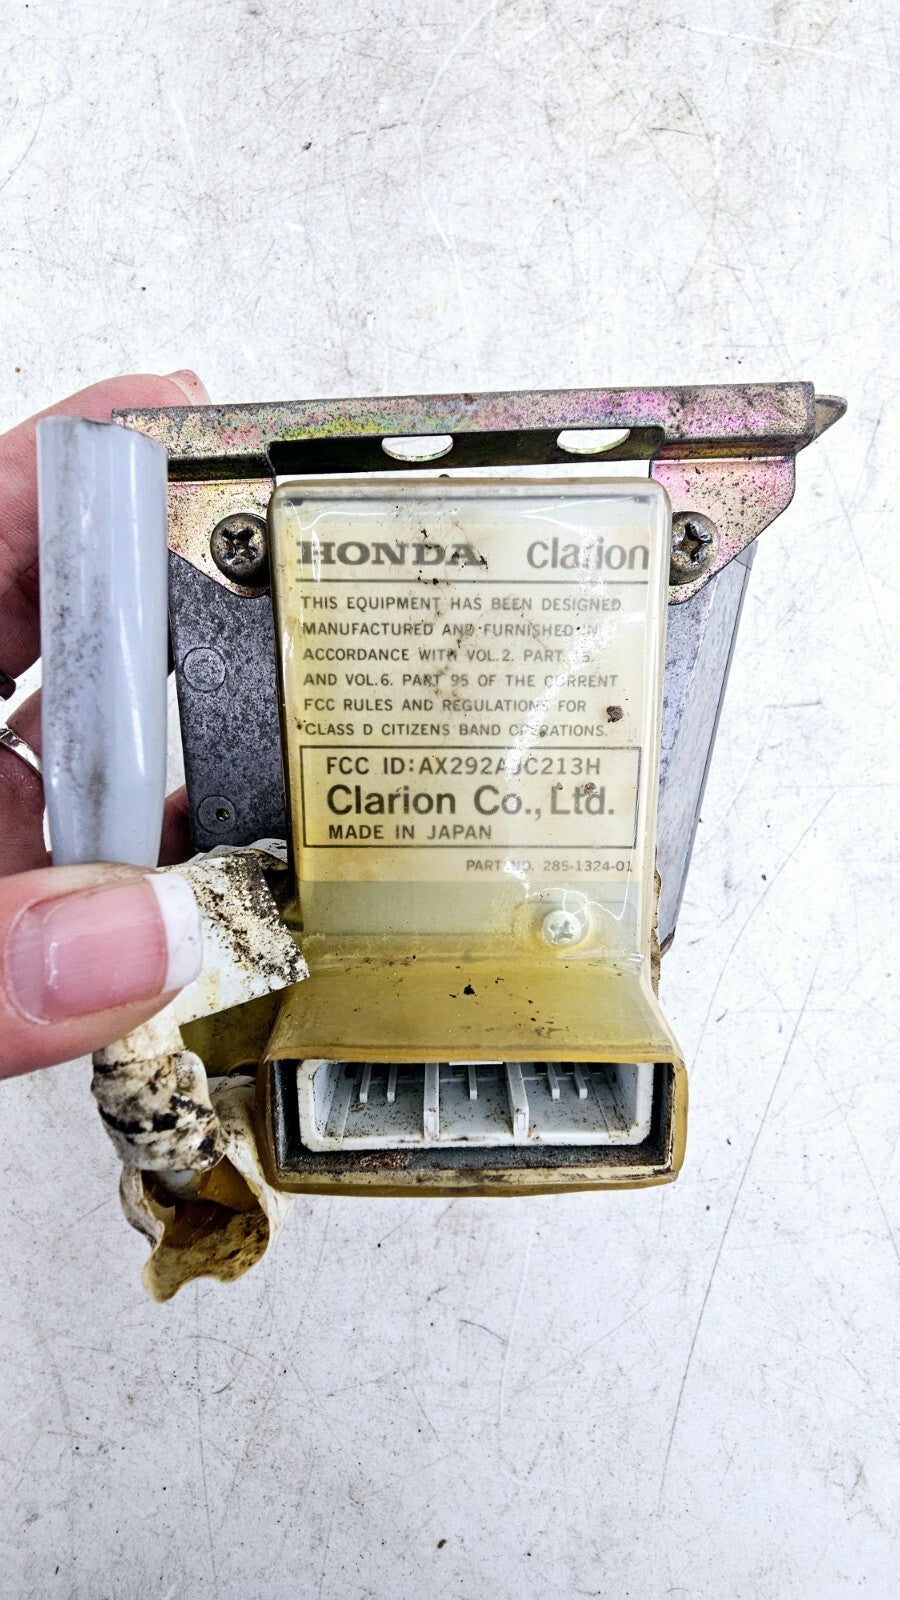 HONDA Clarion
THIS EQUIPMENT HAS BEEN DESIGNED.
MANUFACTURED AND FURNISHED IN
ACCORDANCE WITH VOL.2. PART 15.
AND VOL.6. PART 95 OF THE CURRENT
FCC RULES AND REGULATIONS FOR
CLASS D CITIZENS BAND OPERATIONS.
FCC ID:AX292AJC213H
Clarion Co., Ltd.
MADE IN JAPAN
PART NO. 285-1324-01